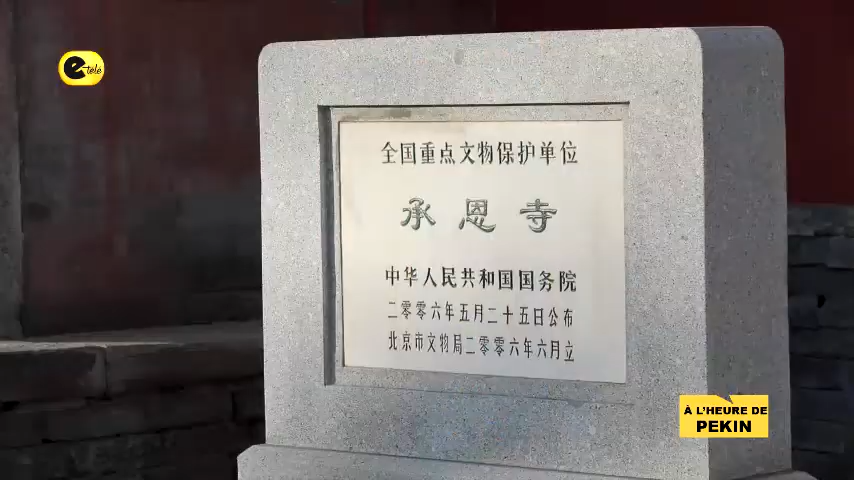 e-télé
全国重点文物保护单位
承恩寺
中华人民共和国国务院
二零零六年五月二十五日公布
北京市文物局二零零六年六月立
À L'HEURE DE
PEKIN